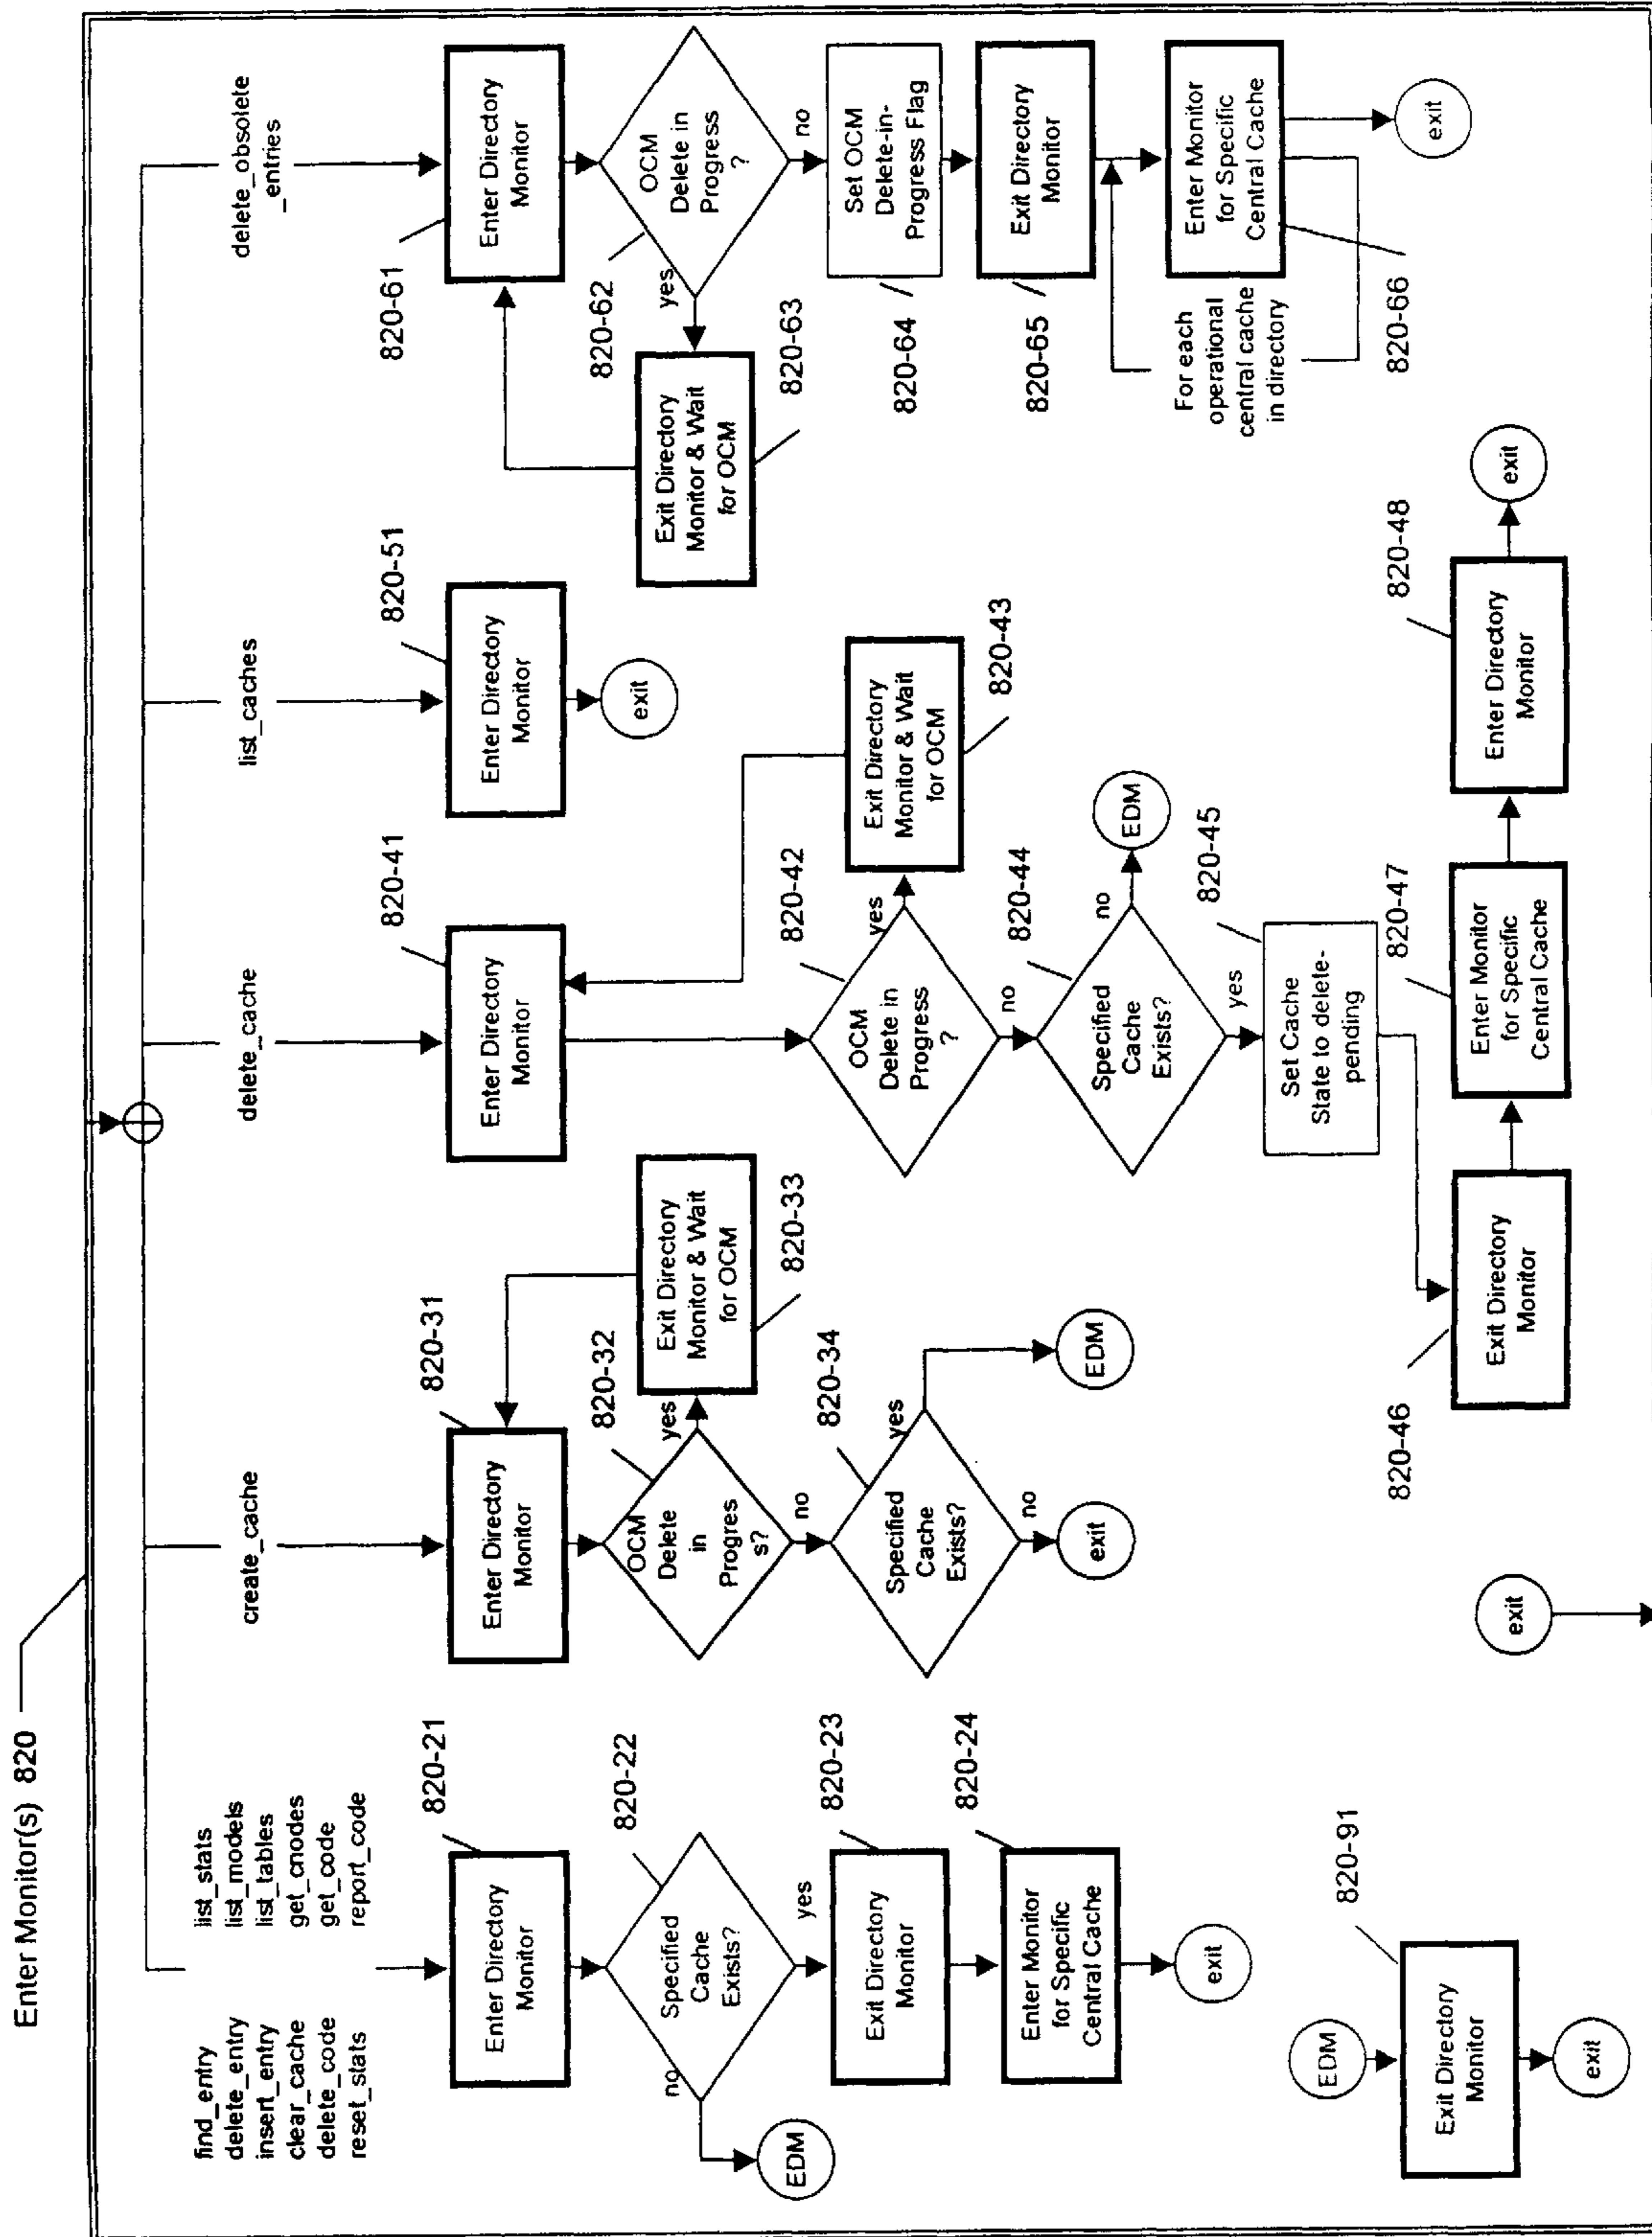 Enter Monitor(s) 820
find_entry
delete_entry
insert_entry
clear_cache
delete_code
reset_stats
list_stats
list_models
list_tables
get_cnodes
get_code
report_code
820-21
Enter Directory
Monitor
820-22
Specified
Cache
Exists?
no
EDM
yes
820-23
Exit Directory
Monitor
820-24
Enter Monitor
for Specific
Central Cache
exit
EDM
820-91
Exit Directory
Monitor
exit
create_cache
820-31
Enter Directory
Monitor
820-32
OCM
Delete
in
Progres
s?
yes
Exit Directory
Monitor & Wait
for OCM
820-33
no
820-34
Specified
Cache
Exists?
yes
EDM
no
exit
exit
delete_cache
820-41
Enter Directory
Monitor
820-42
OCM
Delete in
Progress
?
yes
Exit Directory
Monitor & Wait
for OCM
820-43
no
820-44
Specified
Cache
Exists?
no
EDM
yes
820-45
Set Cache
State to delete-
pending
820-46
Exit Directory
Monitor
820-47
Enter Monitor
for Specific
Central Cache
820-48
Enter Directory
Monitor
exit
list_caches
820-51
Enter Directory
Monitor
exit
delete_obsolete
_entries
820-61
Enter Directory
Monitor
820-62
OCM
Delete in
Progress
?
yes
Exit Directory
Monitor & Wait
for OCM
820-63
no
Set OCM
Delete-in-
Progress Flag
820-64
Exit Directory
Monitor
820-65
For each
operational
central cache
in directory
Enter Monitor
for Specific
Central Cache
820-66
exit